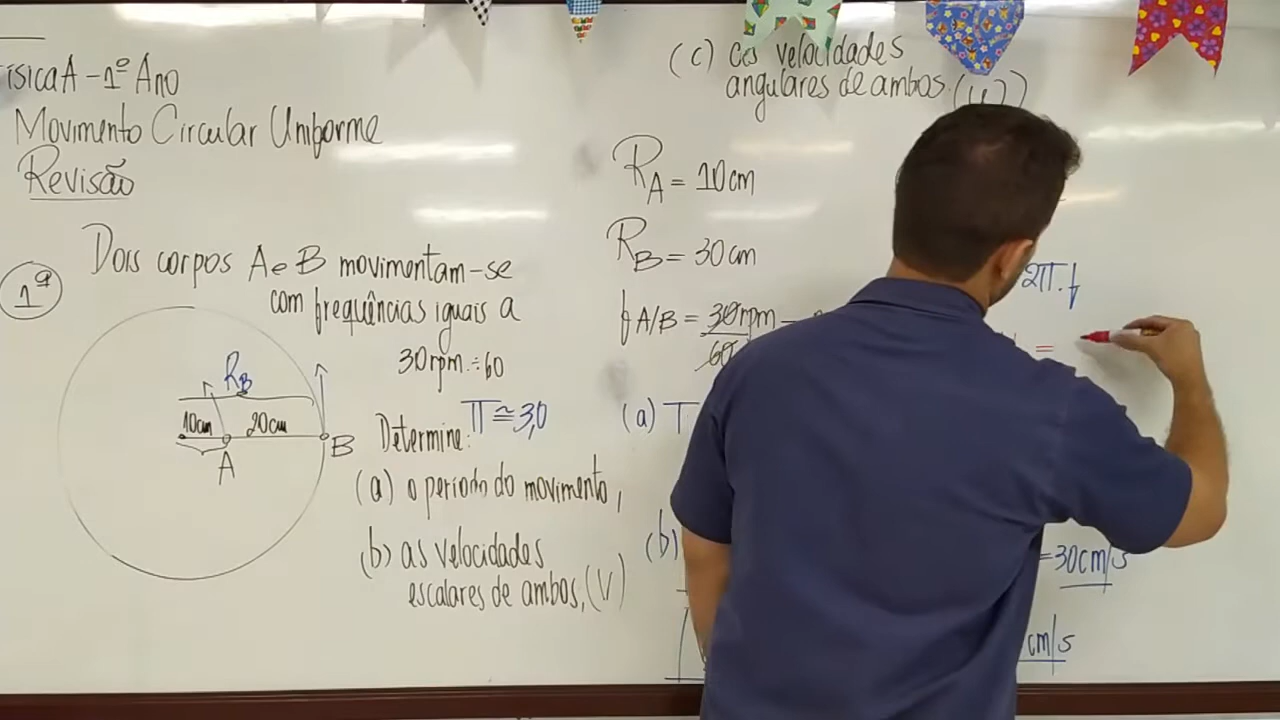 FísicaA - 1º Ano
Movimento Circular Uniforme
Revisão
1ª
Dois corpos A e B movimentam-se
com frequências iguais a
30rpm ÷60
R_B
10cm
20cm
A
B
Determine:
π≅3,0
(a) o período do movimento,
(b) as velocidades
escalares de ambos,(V)
(c) as velocidades
angulares de ambos.
R_A = 10cm
R_B = 30cm
f A/B = 30rpm
60
(a) T
(b)
2π.f
=
=30cm/s
cm/s